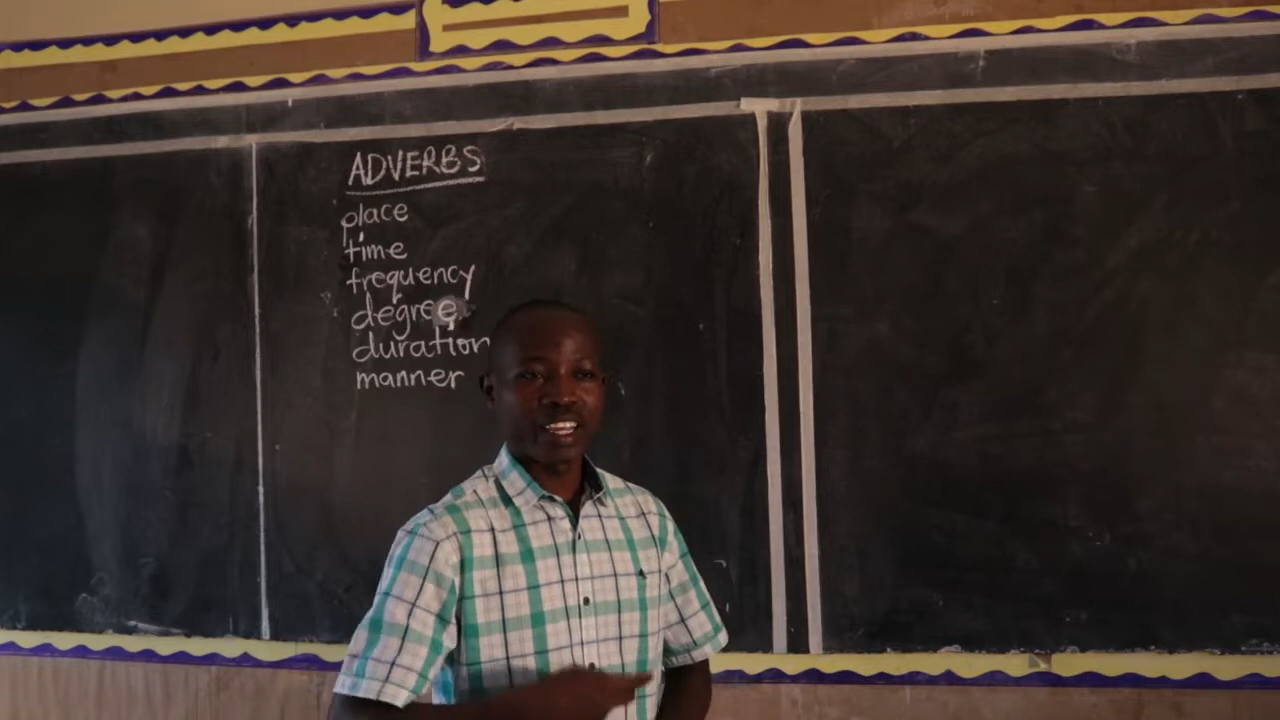 ADVERBS
place
time
frequency
degree
duration
manner